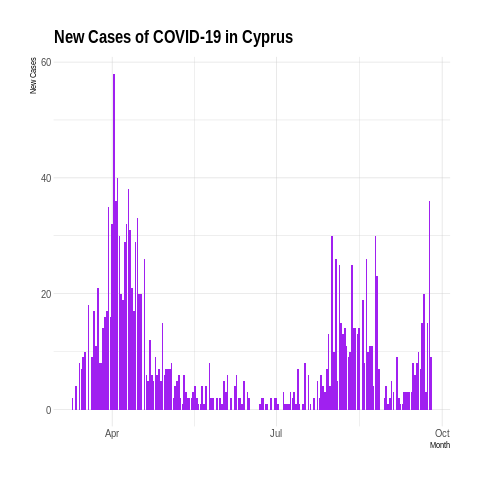 New Cases of COVID-19 in Cyprus
New Cases
60
40
20
0
Apr
Jul
Oct
Month